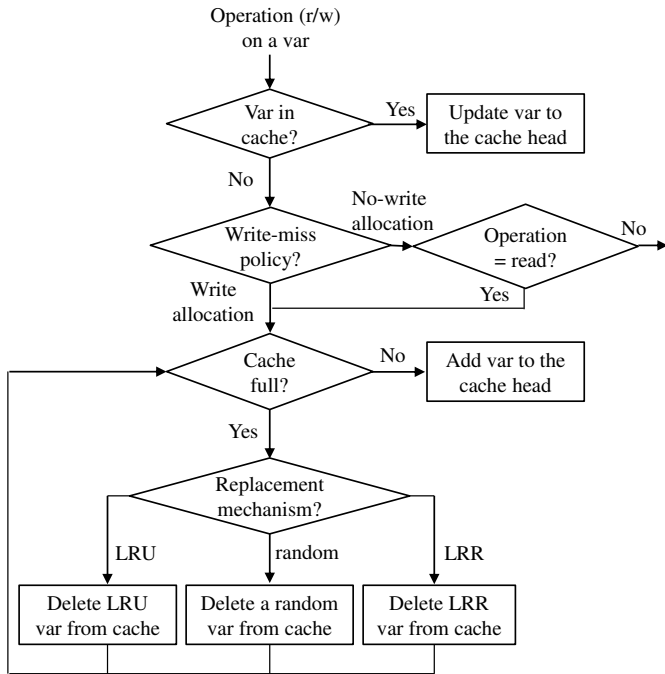 Operation (r/w)
on a var
Var in
cache?
Yes
Update var to
the cache head
No
No-write
allocation
Write-miss
policy?
Operation
= read?
No
Write
allocation
Yes
Cache
full?
No
Add var to the
cache head
Yes
Replacement
mechanism?
LRU
random
LRR
Delete LRU
var from cache
Delete a random
var from cache
Delete LRR
var from cache